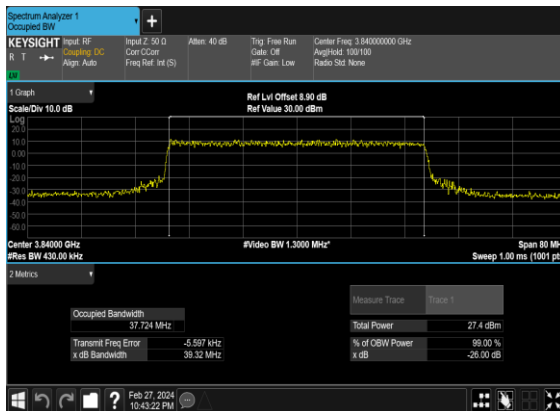 Spectrum Analyzer 1
Occupied BW
KEYSIGHT Input: RF Input Z: 50 Ω Atten: 40 dB Trig: Free Run Center Freq: 3.840000000 GHz
R T Coupling: DC Corr CCorr Gate: Off Avg|Hold: 100/100
Align: Auto Freq Ref: Int (S) #IF Gain: Low Radio Std: None
1 Graph
Ref Lvl Offset 8.90 dB
Scale/Div 10.0 dB Ref Value 30.00 dBm
Log
20.0
10.0
0.00
-10.0
-20.0
-30.0
-40.0
-50.0
-60.0
Center 3.84000 GHz #Video BW 1.3000 MHz* Span 80 MH
#Res BW 430.00 kHz Sweep 1.00 ms (1001 pt
2 Metrics
Measure Trace Trace 1
Occupied Bandwidth
37.724 MHz Total Power 27.4 dBm
Transmit Freq Error -5.597 kHz % of OBW Power 99.00 %
x dB Bandwidth 39.32 MHz x dB -26.00 dB
Feb 27, 2024
10:43:22 PM